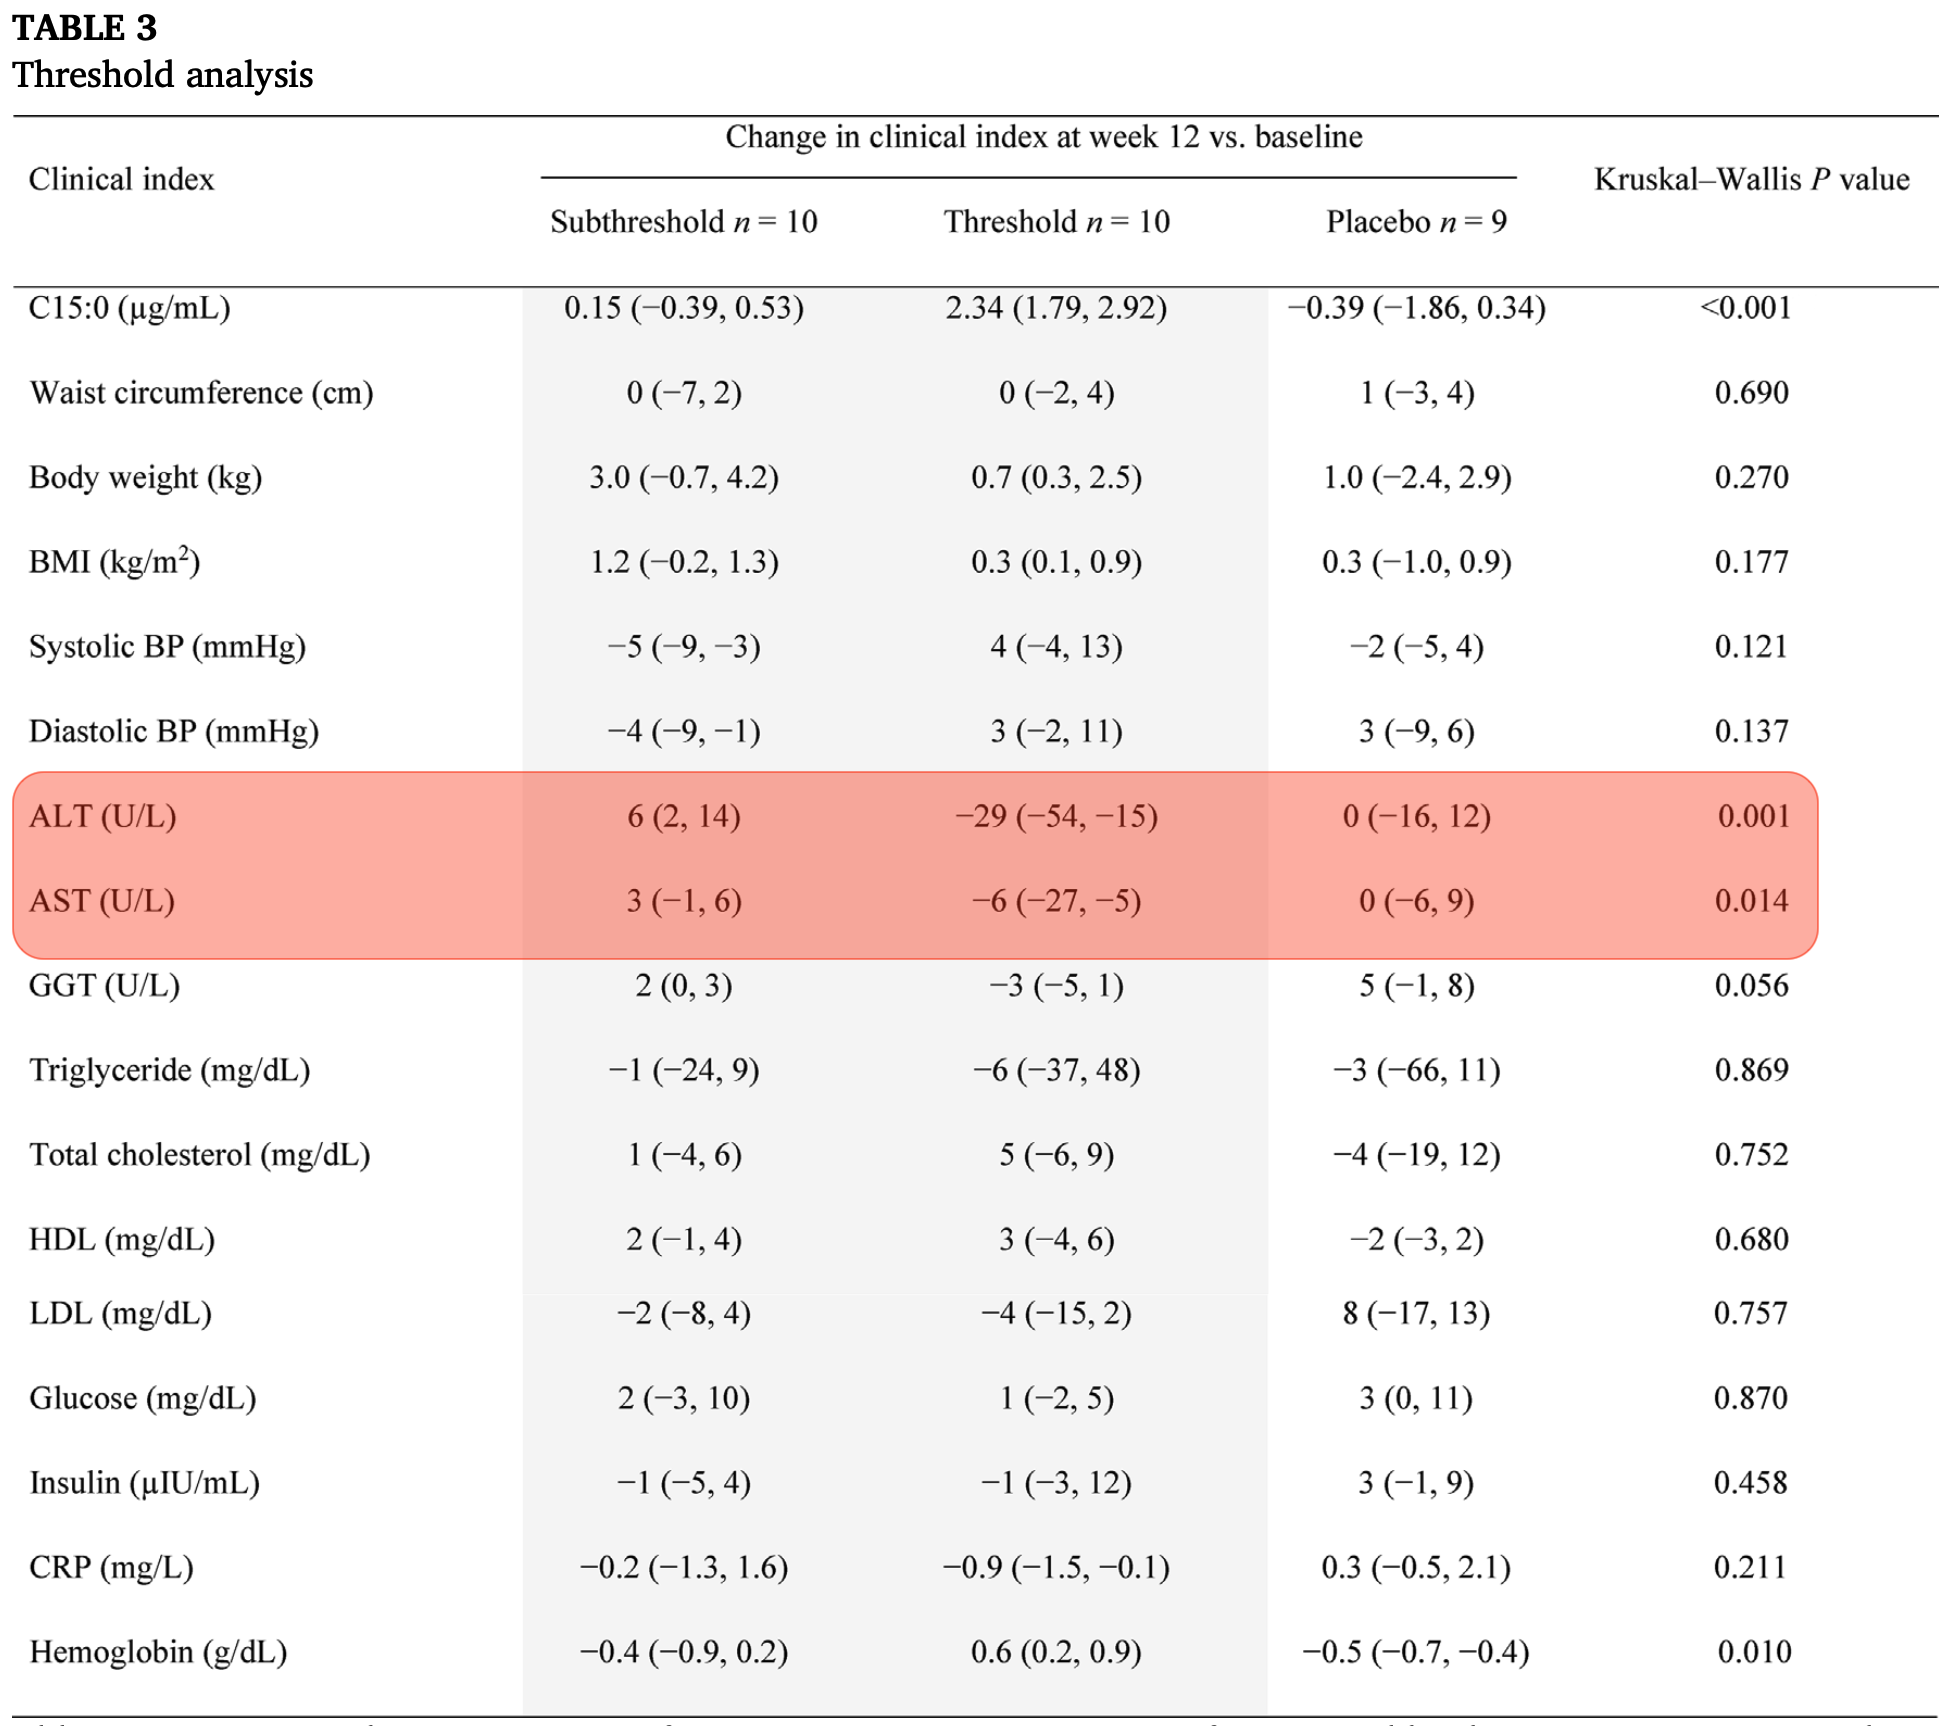 TABLE 3
Threshold analysis
Clinical index
Change in clinical index at week 12 vs. baseline
Kruskal–Wallis P value
Subthreshold n = 10 Threshold n = 10 Placebo n = 9
C15:0 (µg/mL) 0.15 (−0.39, 0.53) 2.34 (1.79, 2.92) −0.39 (−1.86, 0.34) <0.001
Waist circumference (cm) 0 (−7, 2) 0 (−2, 4) 1 (−3, 4) 0.690
Body weight (kg) 3.0 (−0.7, 4.2) 0.7 (0.3, 2.5) 1.0 (−2.4, 2.9) 0.270
BMI (kg/m²) 1.2 (−0.2, 1.3) 0.3 (0.1, 0.9) 0.3 (−1.0, 0.9) 0.177
Systolic BP (mmHg) −5 (−9, −3) 4 (−4, 13) −2 (−5, 4) 0.121
Diastolic BP (mmHg) −4 (−9, −1) 3 (−2, 11) 3 (−9, 6) 0.137
ALT (U/L) 6 (2, 14) −29 (−54, −15) 0 (−16, 12) 0.001
AST (U/L) 3 (−1, 6) −6 (−27, −5) 0 (−6, 9) 0.014
GGT (U/L) 2 (0, 3) −3 (−5, 1) 5 (−1, 8) 0.056
Triglyceride (mg/dL) −1 (−24, 9) −6 (−37, 48) −3 (−66, 11) 0.869
Total cholesterol (mg/dL) 1 (−4, 6) 5 (−6, 9) −4 (−19, 12) 0.752
HDL (mg/dL) 2 (−1, 4) 3 (−4, 6) −2 (−3, 2) 0.680
LDL (mg/dL) −2 (−8, 4) −4 (−15, 2) 8 (−17, 13) 0.757
Glucose (mg/dL) 2 (−3, 10) 1 (−2, 5) 3 (0, 11) 0.870
Insulin (µIU/mL) −1 (−5, 4) −1 (−3, 12) 3 (−1, 9) 0.458
CRP (mg/L) −0.2 (−1.3, 1.6) −0.9 (−1.5, −0.1) 0.3 (−0.5, 2.1) 0.211
Hemoglobin (g/dL) −0.4 (−0.9, 0.2) 0.6 (0.2, 0.9) −0.5 (−0.7, −0.4) 0.010